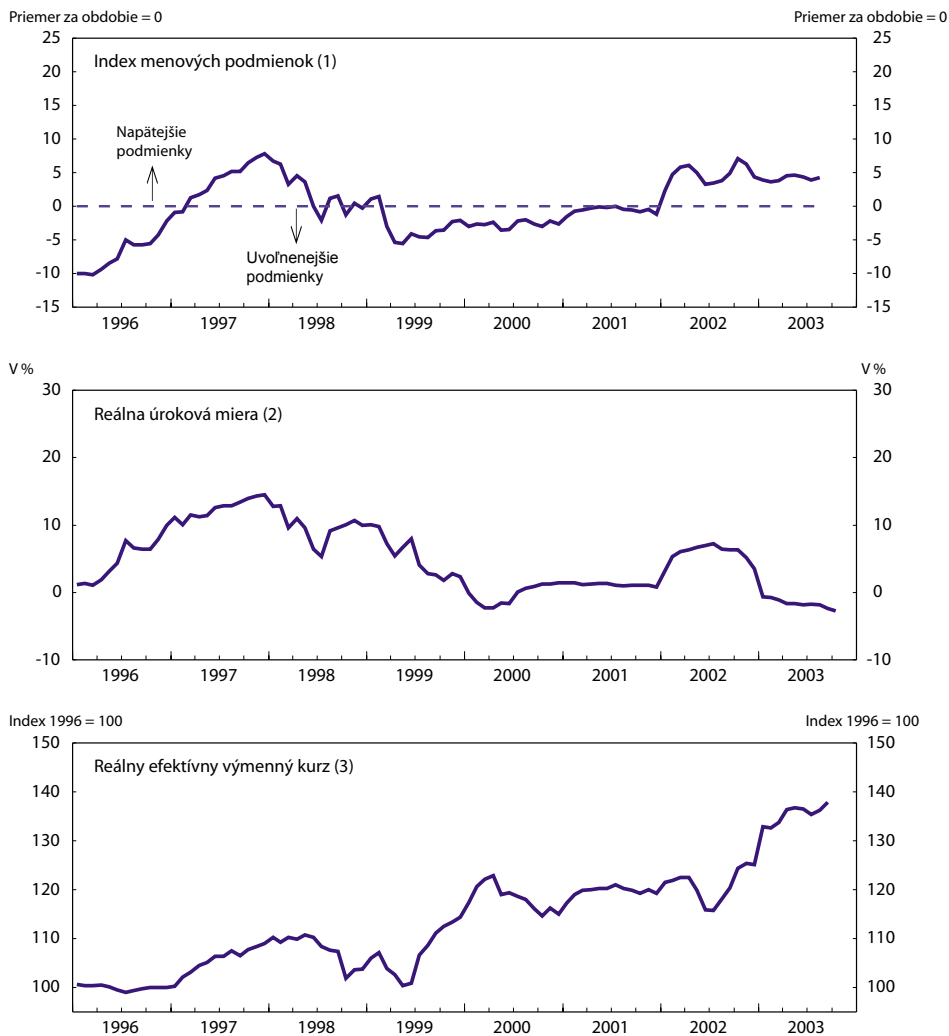 Priemer za obdobie = 0 Priemer za obdobie = 0
25 25
Index menových podmienok (1)
20 20
15 15
Napätejšie
podmienky
10 10
5 5
0 0
-5 -5
Uvoľnenejšie
podmienky
-10 -10
-15 -15
1996 1997 1998 1999 2000 2001 2002 2003
V % V %
30 30
Reálna úroková miera (2)
20 20
10 10
0 0
-10 -10
1996 1997 1998 1999 2000 2001 2002 2003
Index 1996 = 100 Index 1996 = 100
150 150
Reálny efektívny výmenný kurz (3)
140 140
130 130
120 120
110 110
100 100
1996 1997 1998 1999 2000 2001 2002 2003